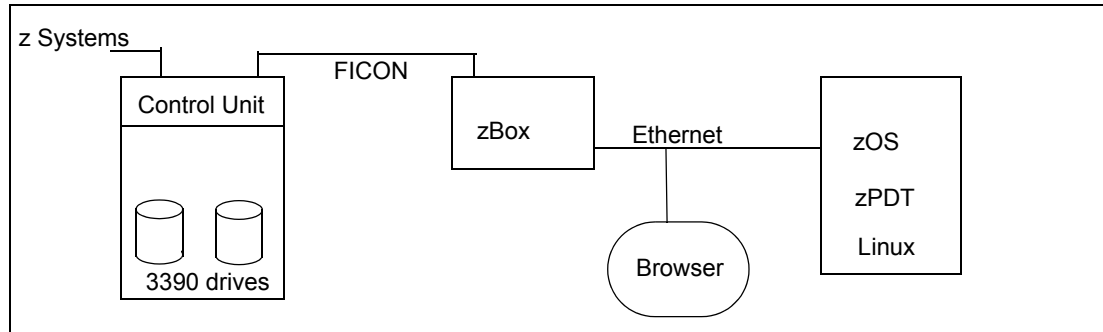 z Systems
FICON
Control Unit
zBox
Ethernet
zOS
zPDT
Linux
Browser
3390 drives